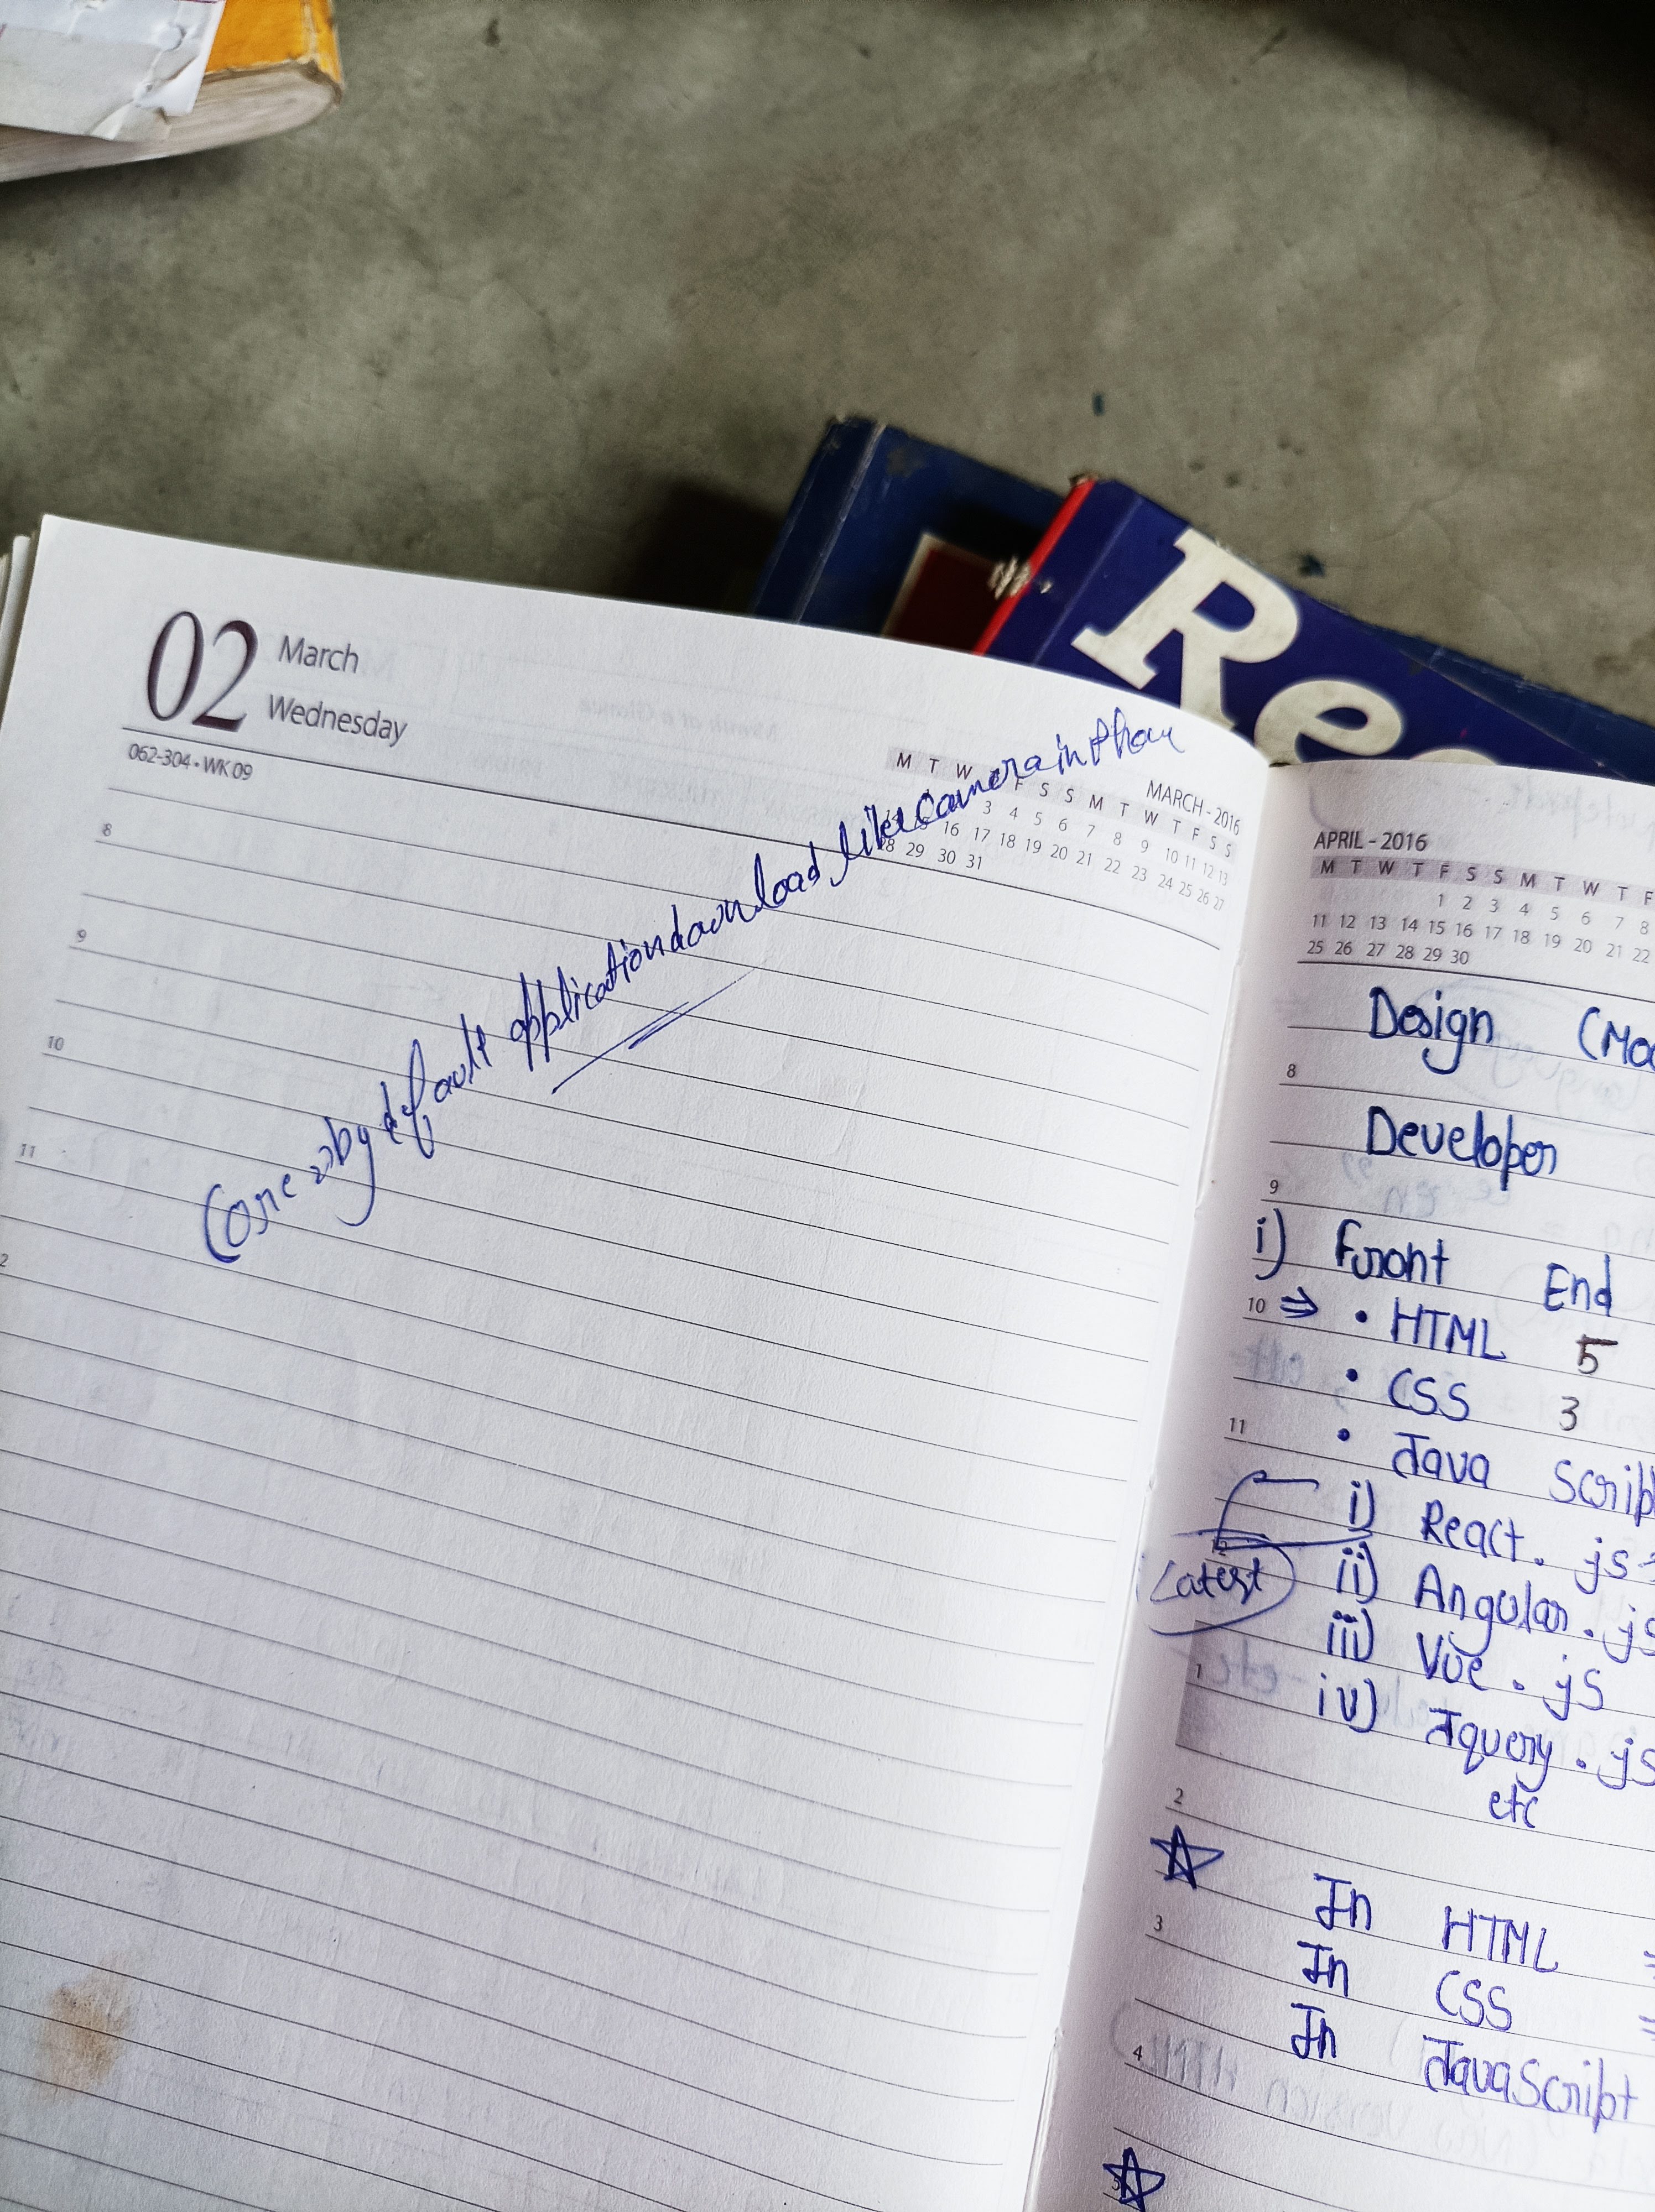 Re
02 March
Wednesday
062-304 • WK 09
MARCH - 2016
M T W F S S M T W T F S S
3 4 5 6 7 8 9 10 11 12 13
16 17 18 19 20 21 22 23 24 25 26 27
28 29 30 31
Core by default application download, like camera in
8
9
10
11
APRIL - 2016
M T W T F S S M T W T F
1 2 3 4 5 6 7 8
11 12 13 14 15 16 17 18 19 20 21 22
25 26 27 28 29 30
Design
8
Developer
9
i) Front End
10 ⇒ • HTML 5
• CSS 3
11
• Java Script
i) React.js
Latest
ii) Angular.js
iii) Vue.js
1
iv) Jquery.js
etc
2
In HTML
3
In CSS
In JavaScript
4